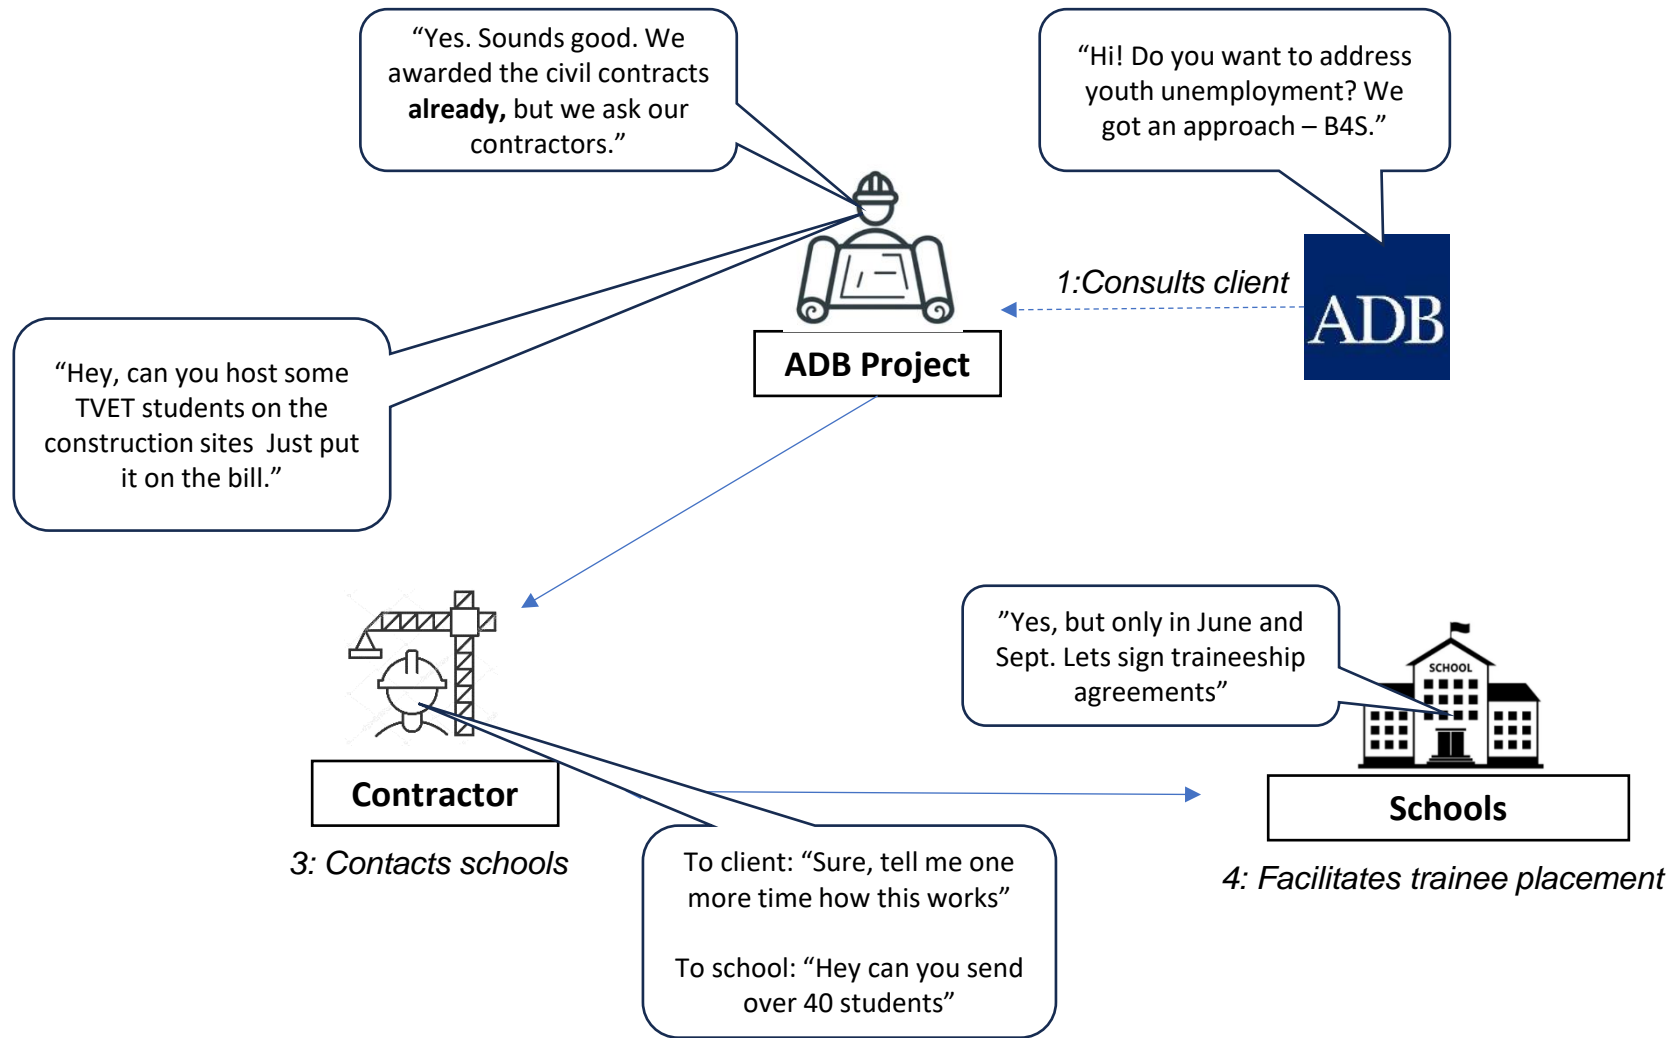 “Yes. Sounds good. We
awarded the civil contracts
already, but we ask our
contractors.”
“Hi! Do you want to address
youth unemployment? We
got an approach – B4S.”
1:Consults client
ADB
ADB Project
“Hey, can you host some
TVET students on the
construction sites  Just put
it on the bill.”
”Yes, but only in June and
Sept. Lets sign traineeship
agreements”
SCHOOL
Contractor
Schools
3: Contacts schools
4: Facilitates trainee placement
To client: “Sure, tell me one
more time how this works”
To school: “Hey can you send
over 40 students”